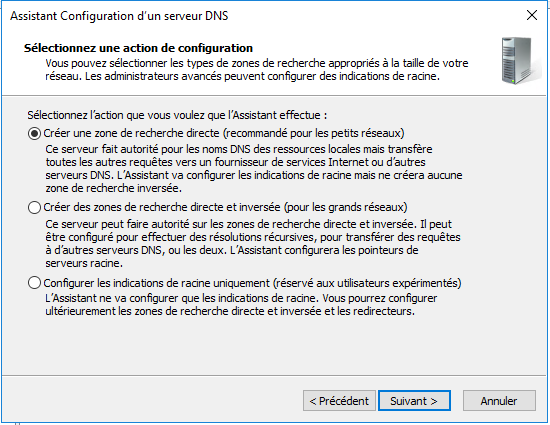 Assistant Configuration d'un serveur DNS
Sélectionnez une action de configuration
Vous pouvez sélectionner les types de zones de recherche appropriés à la taille de votre
réseau. Les administrateurs avancés peuvent configurer des indications de racine.
Sélectionnez l'action que vous voulez que l'Assistant effectue :
Créer une zone de recherche directe (recommandé pour les petits réseaux)
Ce serveur fait autorité pour les noms DNS des ressources locales mais transfère
toutes les autres requêtes vers un fournisseur de services Internet ou d'autres
serveurs DNS. L'Assistant va configurer les indications de racine mais ne créera aucune
zone de recherche inversée.
Créer des zones de recherche directe et inversée (pour les grands réseaux)
Ce serveur peut faire autorité sur les zones de recherche directe et inversée. Il peut
être configuré pour effectuer des résolutions récursives, pour transférer des requêtes
à d'autres serveurs DNS, ou les deux. L'Assistant configurera les pointeurs de
serveurs racine.
Configurer les indications de racine uniquement (réservé aux utilisateurs expérimentés)
L'Assistant ne va configurer que les indications de racine. Vous pourrez configurer
ultérieurement les zones de recherche directe et inversée et les redirecteurs.
< Précédent
Suivant >
Annuler